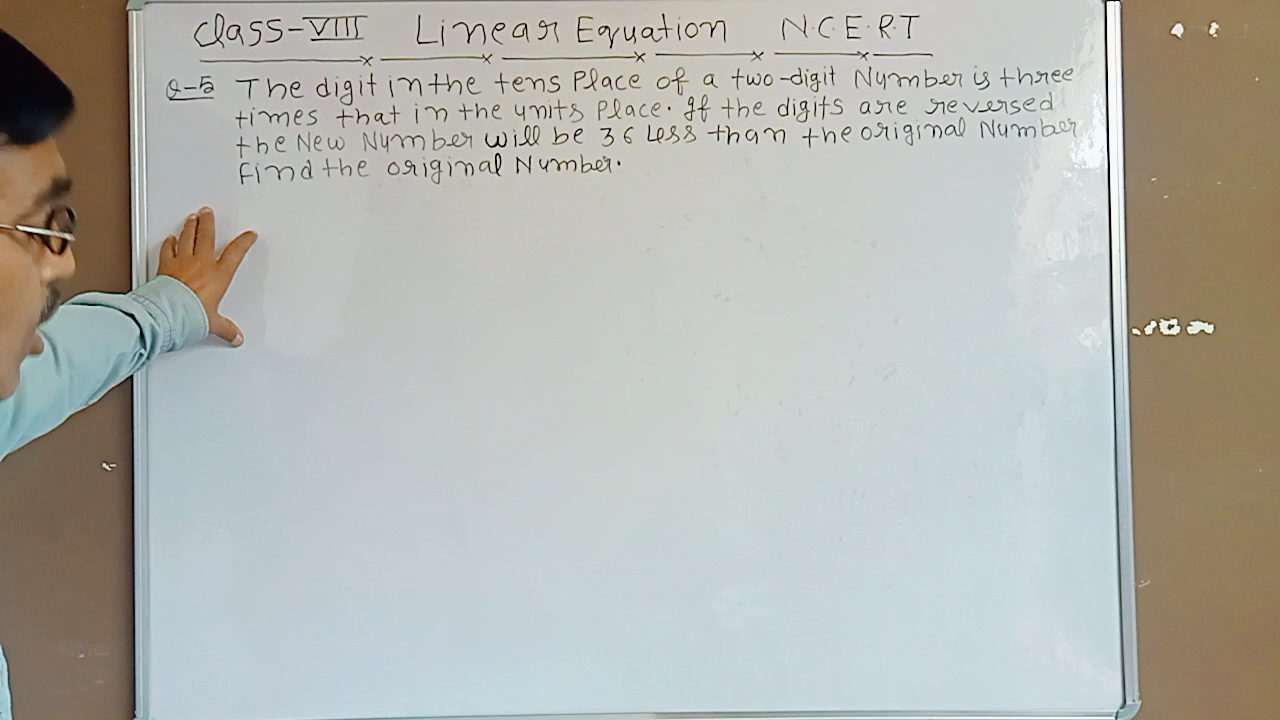 Class-VIII Linear Equation N.C.E.R.T
Q-5 The digit in the tens Place of a two-digit Number is three
times that in the units Place. If the digits are reversed
the New Number will be 36 Less than the original Number
Find the original Number.